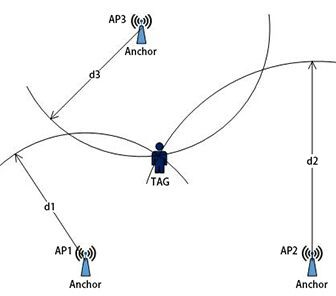 AP3
Anchor
d3
d2
TAG
d1
AP1
Anchor
AP2
Anchor